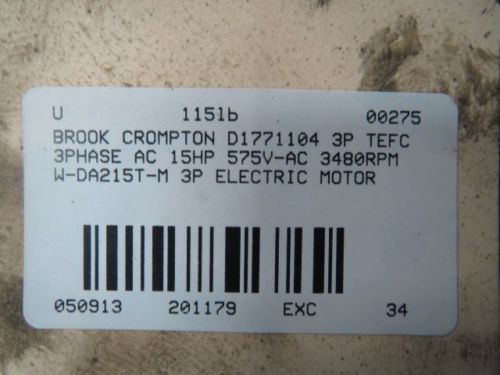 U 115lb 00275
BROOK CROMPTON D1771104 3P TEFC
3PHASE AC 15HP 575V-AC 3480RPM
W-DA215T-M 3P ELECTRIC MOTOR
050913 201179 EXC 34